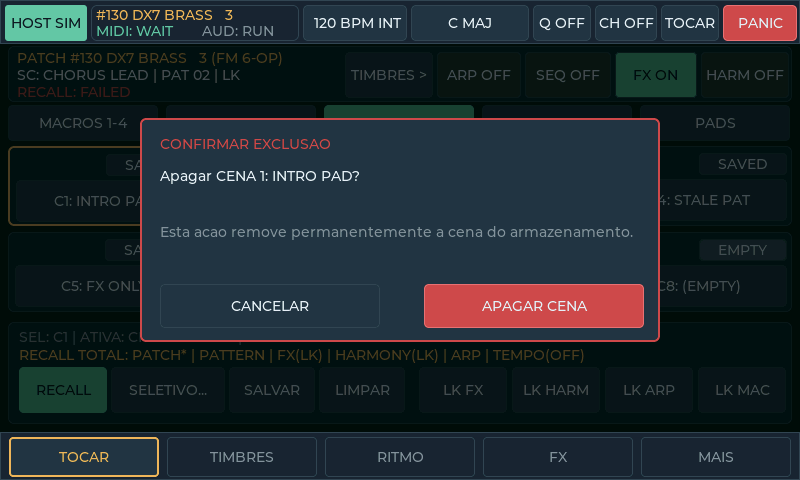 HOST SIM
#130 DX7 BRASS 3
MIDI: WAIT AUD: RUN
120 BPM INT
C MAJ
Q OFF
CH OFF
TOCAR
PANIC
PATCH #130 DX7 BRASS 3 (FM 6-OP)
SC: CHORUS LEAD | PAT 02 | LK
RECALL: FAILED
TIMBRES >
ARP OFF
SEQ OFF
FX ON
HARM OFF
MACROS 1-4
PADS
CONFIRMAR EXCLUSAO
Apagar CENA 1: INTRO PAD?
Esta acao remove permanentemente a cena do armazenamento.
CANCELAR
APAGAR CENA
SAVED
C1: INTRO
STALE PAT
EMPTY
C5: FX
C8: (EMPTY)
SEL: C1 | ATIVA:
RECALL TOTAL: PATCH* | PATTERN | FX(LK) | HARMONY(LK) | ARP | TEMPO(OFF)
RECALL
SELETIVO...
SALVAR
LIMPAR
LK FX
LK HARM
LK ARP
LK MAC
TOCAR
TIMBRES
RITMO
FX
MAIS